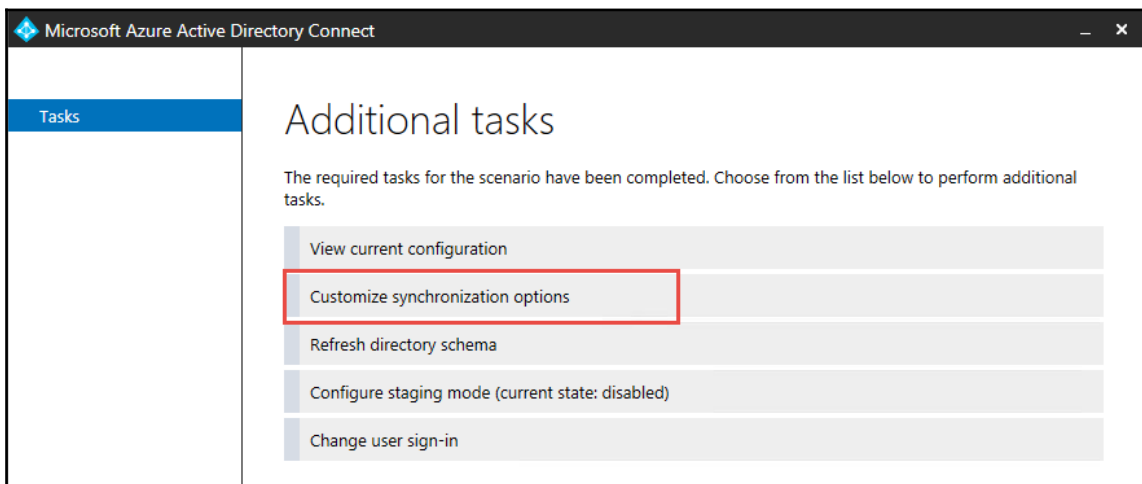 Microsoft Azure Active Directory Connect
Tasks
Additional tasks
The required tasks for the scenario have been completed. Choose from the list below to perform additional
tasks.
View current configuration
Customize synchronization options
Refresh directory schema
Configure staging mode (current state: disabled)
Change user sign-in